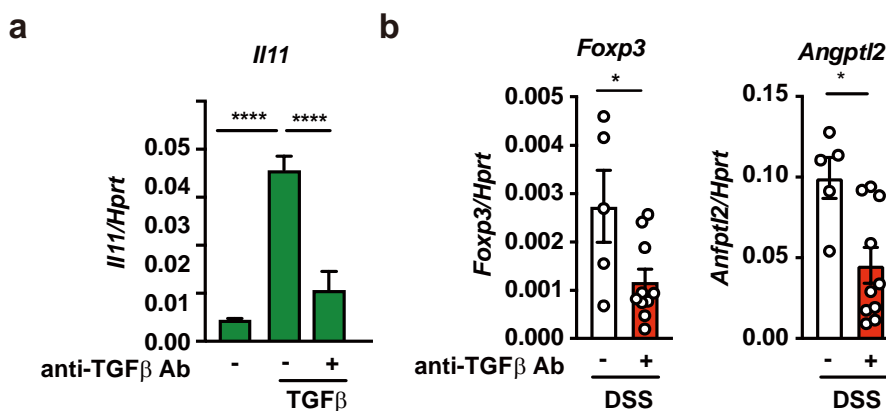 a
Il11
****
****
Il11/Hprt
0.05
0.04
0.03
0.02
0.01
0.00
anti-TGFβ Ab
-
-
+
TGFβ
b
Foxp3
*
Foxp3/Hprt
0.005
0.004
0.003
0.002
0.001
0.000
anti-TGFβ Ab
-
+
DSS
Angptl2
*
Anfptl2/Hprt
0.15
0.10
0.05
0.00
-
+
DSS